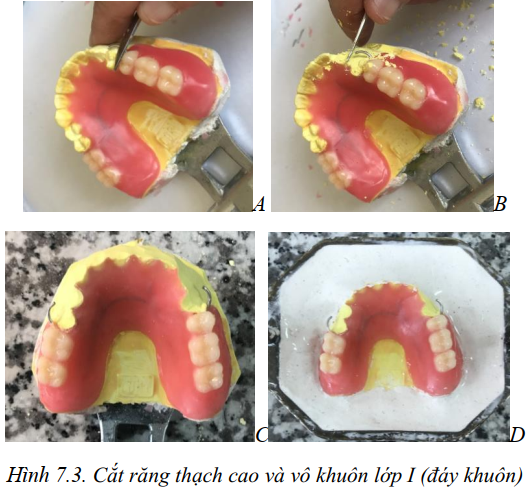 A
B
C
D
Hình 7.3. Cắt răng thạch cao và vô khuôn lớp I (đáy khuôn)